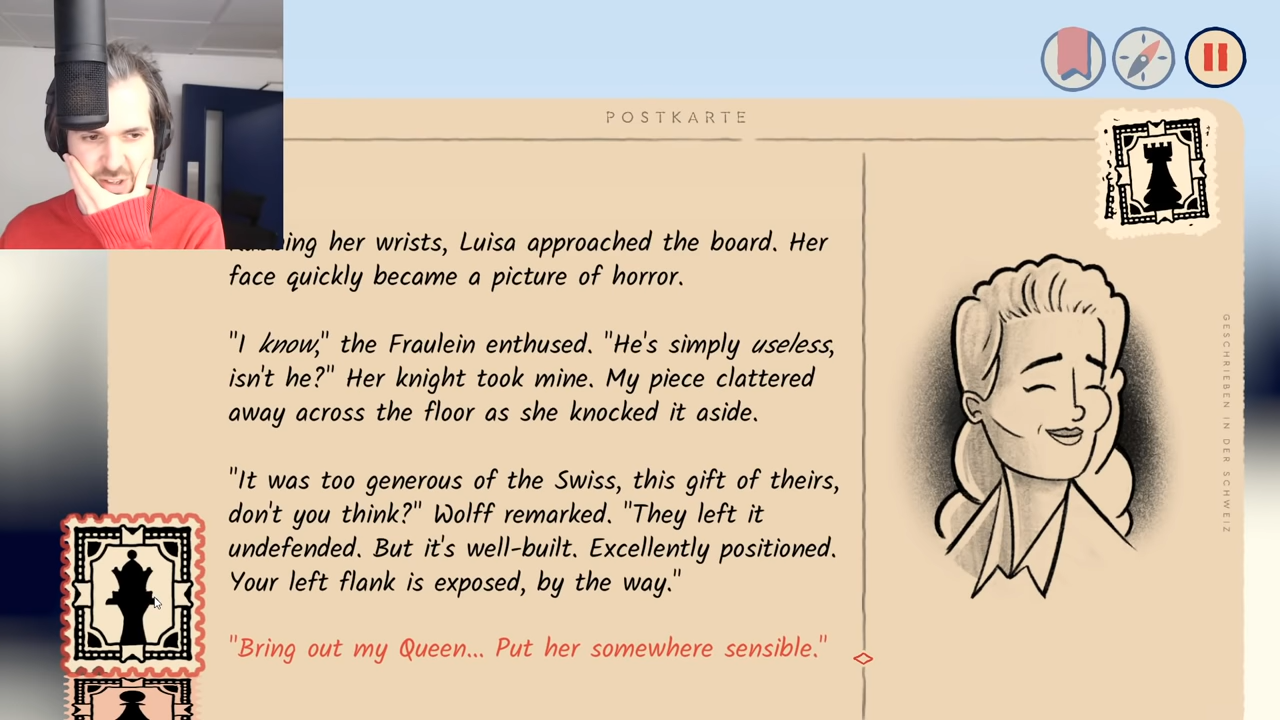 POSTKARTE
her wrists, Luisa approached the board. Her
face quickly became a picture of horror.
"I know," the Fraulein enthused. "He's simply useless,
isn't he?" Her knight took mine. My piece clattered
away across the floor as she knocked it aside.
"It was too generous of the Swiss, this gift of theirs,
don't you think?" Wolff remarked. "They left it
undefended. But it's well-built. Excellently positioned.
Your left flank is exposed, by the way."
"Bring out my Queen... Put her somewhere sensible."
GESCHRIEBEN IN DER SCHWEIZ